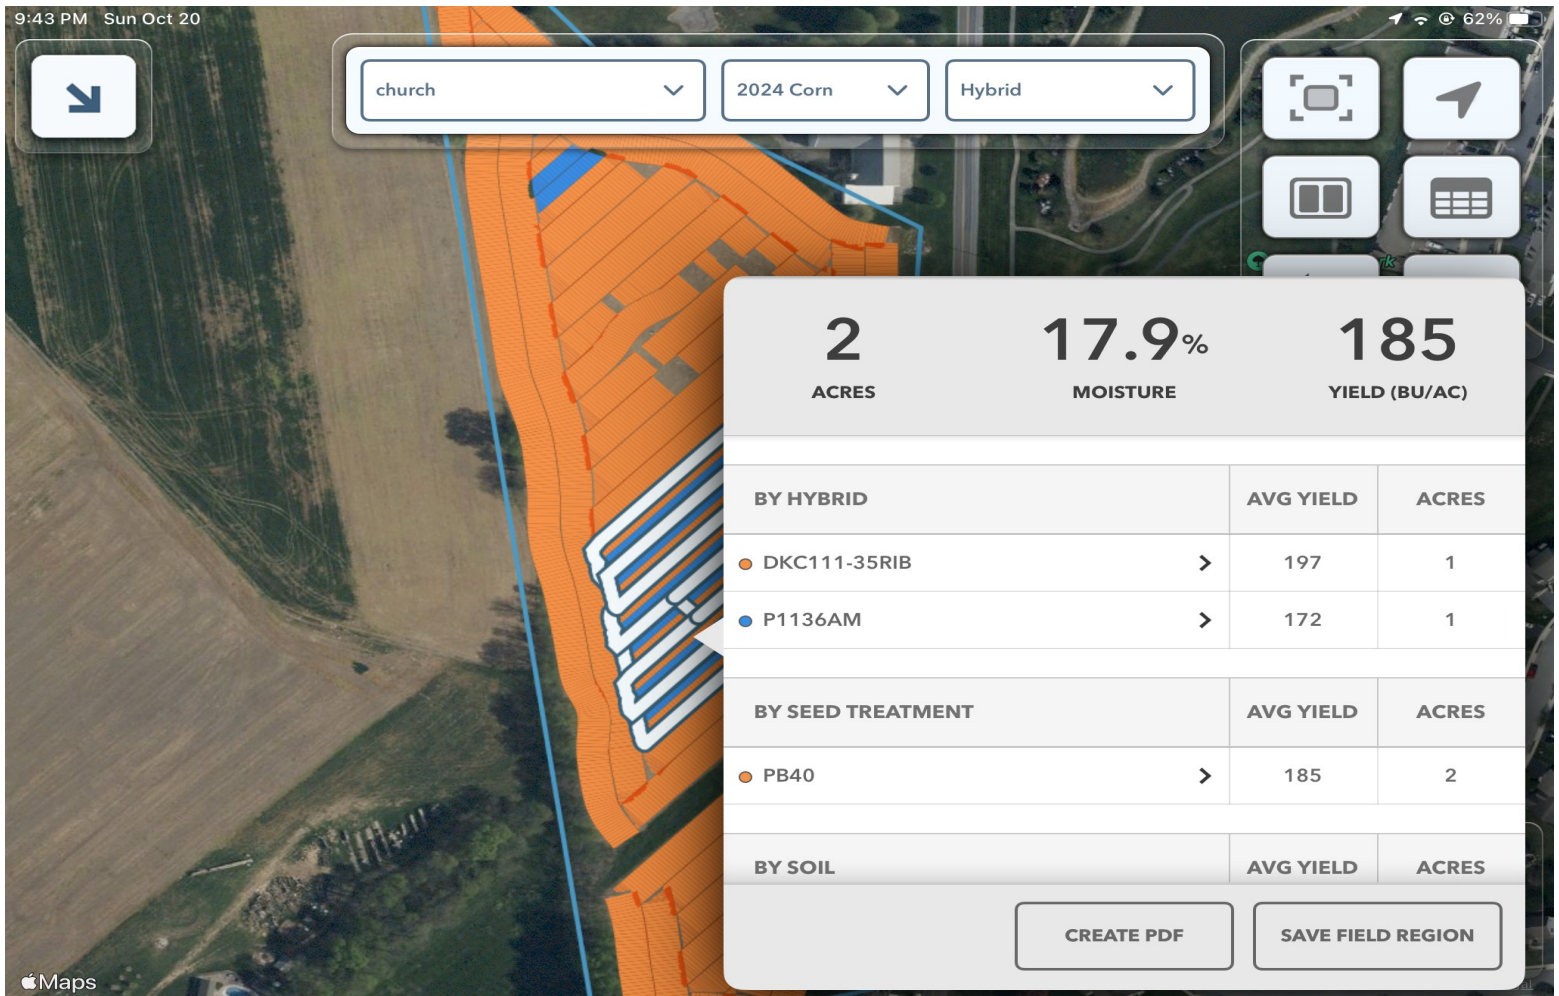 9:43 PM Sun Oct 20
62%
church
2024 Corn
Hybrid
2
17.9%
185
ACRES
MOISTURE
YIELD (BU/AC)
BY HYBRID
AVG YIELD
ACRES
DKC111-35RIB
197
1
P1136AM
172
1
BY SEED TREATMENT
AVG YIELD
ACRES
PB40
185
2
BY SOIL
AVG YIELD
ACRES
CREATE PDF
SAVE FIELD REGION
Maps